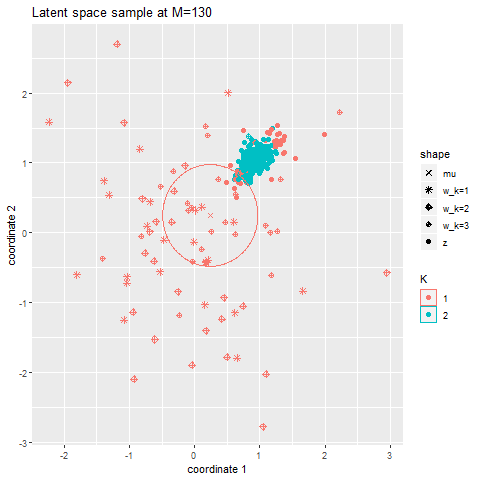 Latent space sample at M=130
2
1
0
-1
-2
-3
coordinate 2
-2
-1
0
1
2
3
coordinate 1
shape
mu
w_k=1
w_k=2
w_k=3
z
K
1
2